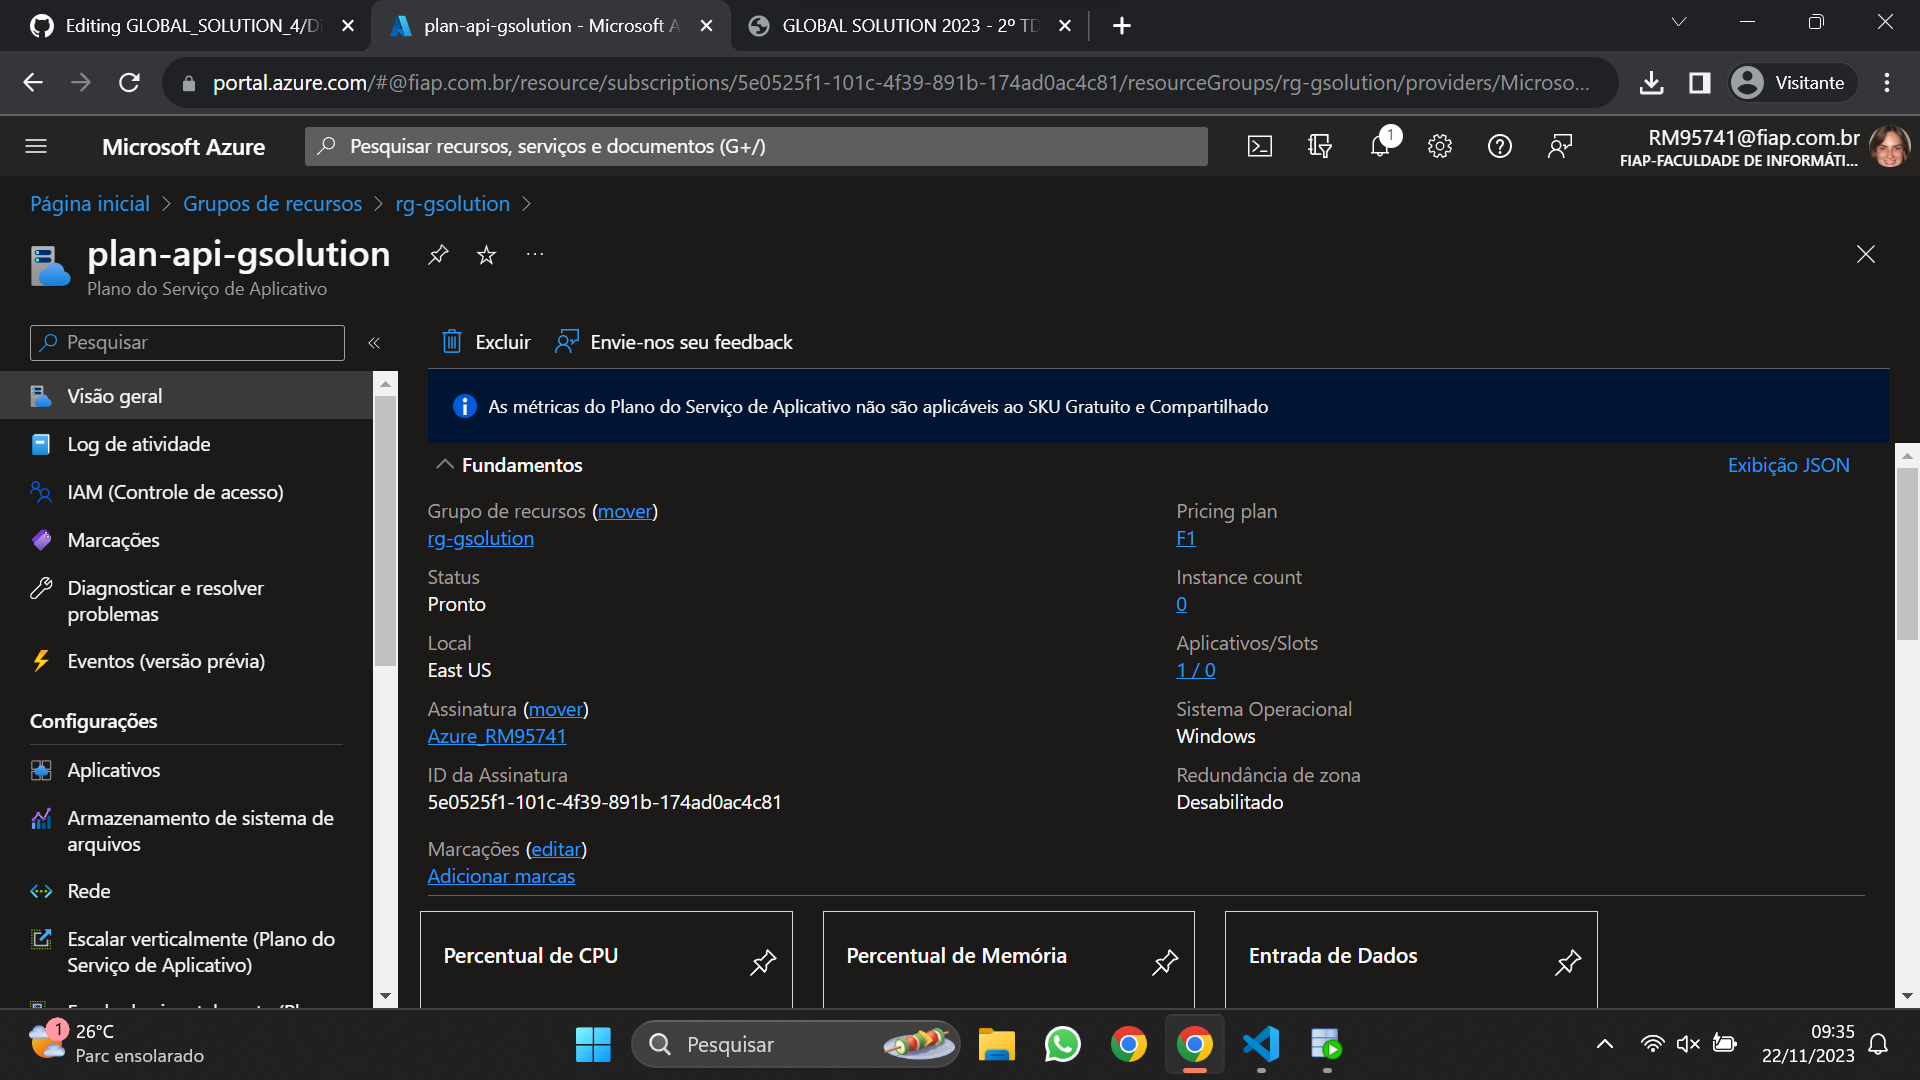 Editing GLOBAL_SOLUTION_4/Di
plan-api-gsolution - Microsoft A
GLOBAL SOLUTION 2023 - 2º TD
portal.azure.com/#@fiap.com.br/resource/subscriptions/5e0525f1-101c-4f39-891b-174ad0ac4c81/resourceGroups/rg-gsolution/providers/Microso...
Visitante
Microsoft Azure
Pesquisar recursos, serviços e documentos (G+/)
1
RM95741@fiap.com.br
FIAP-FACULDADE DE INFORMÁTI...
Página inicial > Grupos de recursos > rg-gsolution >
plan-api-gsolution
Plano do Serviço de Aplicativo
Pesquisar
Excluir
Envie-nos seu feedback
Visão geral
Log de atividade
IAM (Controle de acesso)
Marcações
Diagnosticar e resolver
problemas
Eventos (versão prévia)
Configurações
Aplicativos
Armazenamento de sistema de
arquivos
Rede
Escalar verticalmente (Plano do
Serviço de Aplicativo)
As métricas do Plano do Serviço de Aplicativo não são aplicáveis ao SKU Gratuito e Compartilhado
Fundamentos
Exibição JSON
Grupo de recursos (mover)
rg-gsolution
Status
Pronto
Local
East US
Assinatura (mover)
Azure_RM95741
ID da Assinatura
5e0525f1-101c-4f39-891b-174ad0ac4c81
Marcações (editar)
Adicionar marcas
Pricing plan
F1
Instance count
0
Aplicativos/Slots
1 / 0
Sistema Operacional
Windows
Redundância de zona
Desabilitado
Percentual de CPU
Percentual de Memória
Entrada de Dados
1
26°C
Parc ensolarado
Pesquisar
09:35
22/11/2023